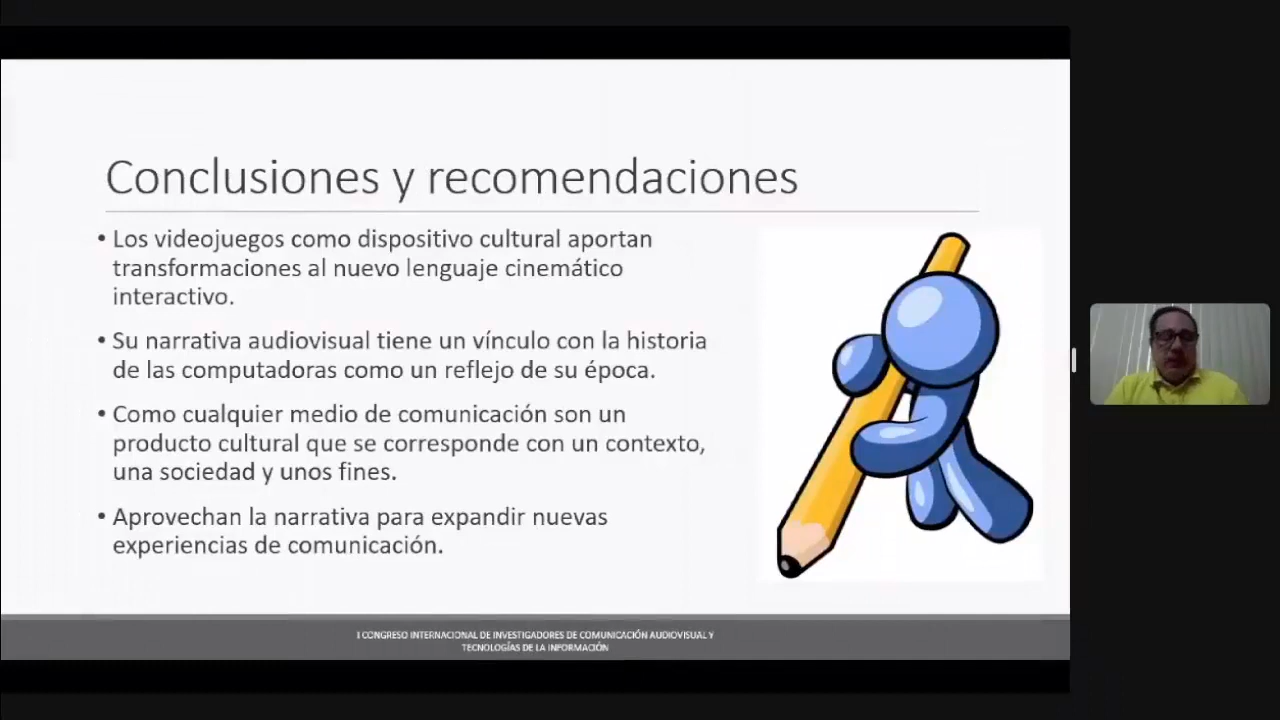 Conclusiones y recomendaciones
• Los videojuegos como dispositivo cultural aportan
transformaciones al nuevo lenguaje cinemático
interactivo.
• Su narrativa audiovisual tiene un vínculo con la historia
de las computadoras como un reflejo de su época.
• Como cualquier medio de comunicación son un
producto cultural que se corresponde con un contexto,
una sociedad y unos fines.
• Aprovechan la narrativa para expandir nuevas
experiencias de comunicación.
I CONGRESO INTERNACIONAL DE INVESTIGADORES DE COMUNICACIÓN AUDIOVISUAL Y
TECNOLOGÍAS DE LA INFORMACIÓN